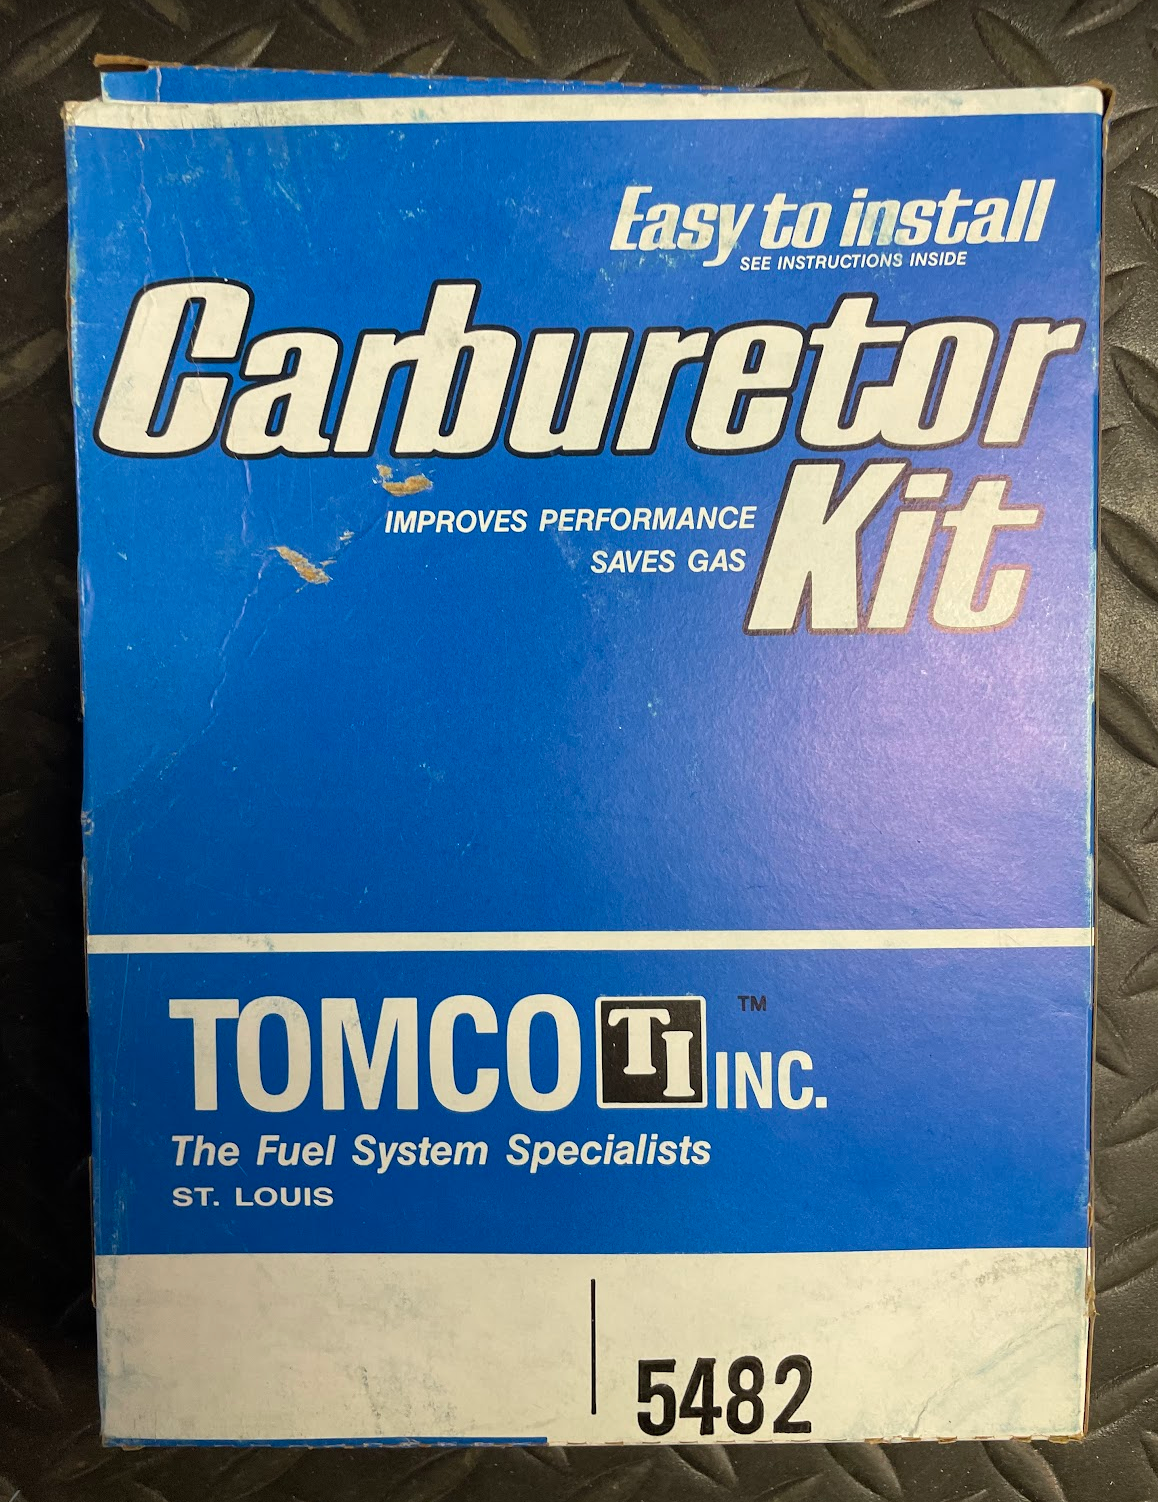 Easy to install
SEE INSTRUCTIONS INSIDE
Carburetor
Kit
IMPROVES PERFORMANCE
SAVES GAS
TOMCO TI INC. ™
The Fuel System Specialists
ST. LOUIS
5482